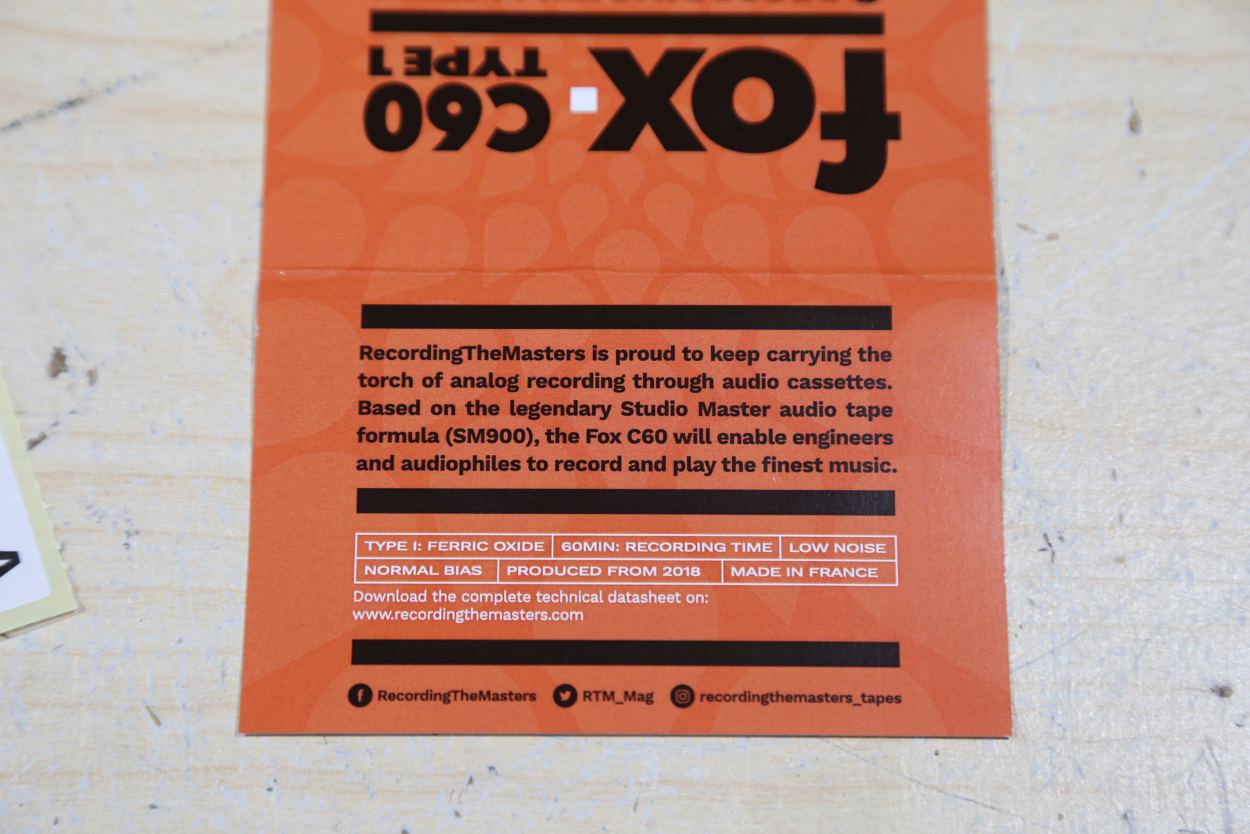 fox C60
TYPE 1
RecordingTheMasters is proud to keep carrying the
torch of analog recording through audio cassettes.
Based on the legendary Studio Master audio tape
formula (SM900), the Fox C60 will enable engineers
and audiophiles to record and play the finest music.
TYPE I: FERRIC OXIDE 60MIN: RECORDING TIME LOW NOISE
NORMAL BIAS PRODUCED FROM 2018 MADE IN FRANCE
Download the complete technical datasheet on:
www.recordingthemasters.com
RecordingTheMasters RTM_Mag recordingthemasters_tapes